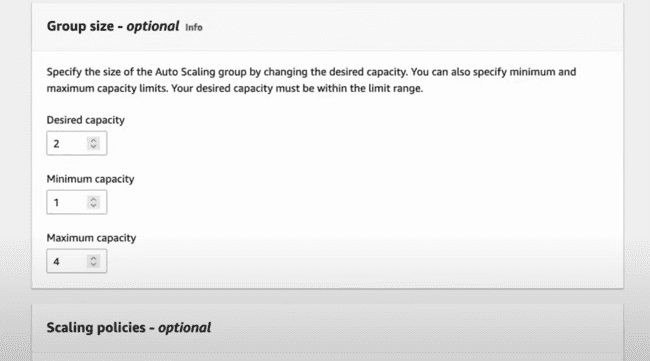 Group size - optional Info
Specify the size of the Auto Scaling group by changing the desired capacity. You can also specify minimum and
maximum capacity limits. Your desired capacity must be within the limit range.
Desired capacity
2
Minimum capacity
1
Maximum capacity
4
Scaling policies - optional